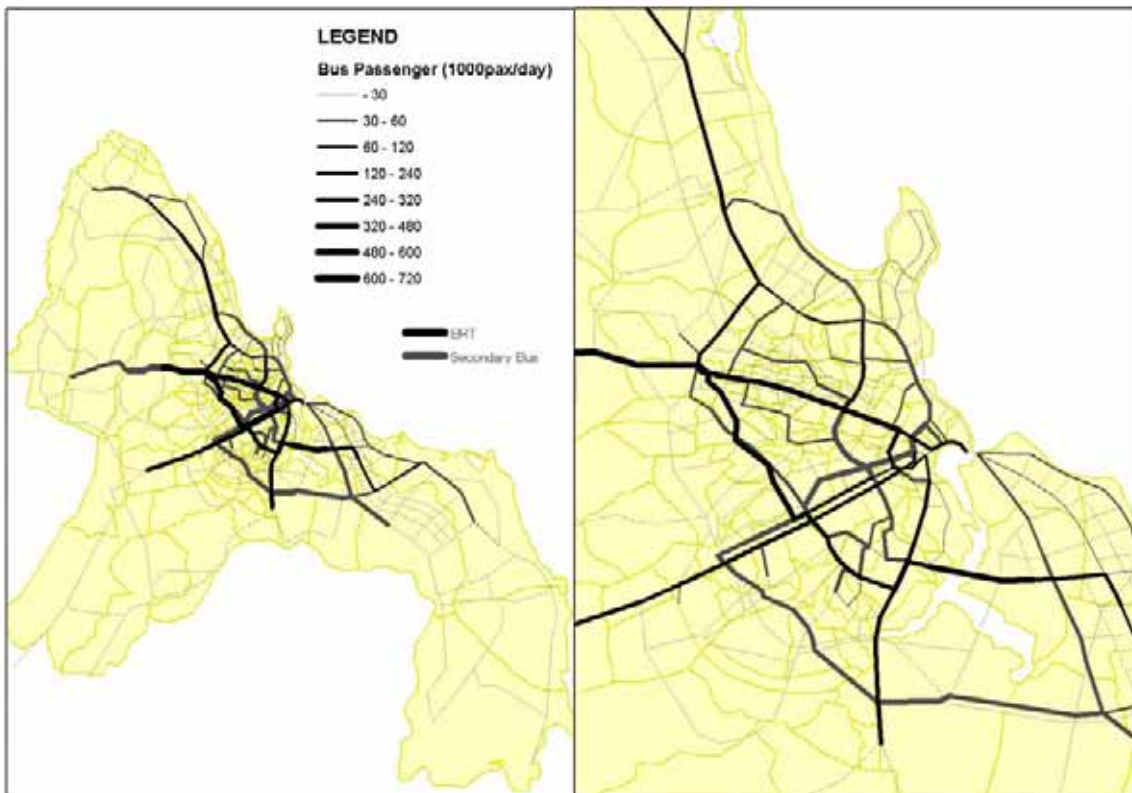 LEGEND
Bus Passenger (1000pax/day)
- 30
30 - 60
60 - 120
120 - 240
240 - 320
320 - 480
480 - 600
600 - 720
BRT
Secondary Bus